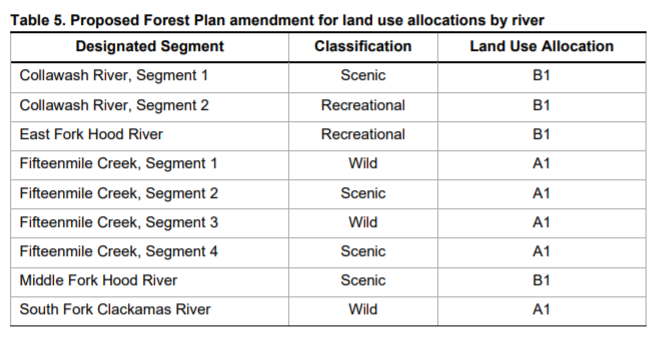 Table 5. Proposed Forest Plan amendment for land use allocations by river
Designated Segment Classification Land Use Allocation
Collawash River, Segment 1 Scenic B1
Collawash River, Segment 2 Recreational B1
East Fork Hood River Recreational B1
Fifteenmile Creek, Segment 1 Wild A1
Fifteenmile Creek, Segment 2 Scenic A1
Fifteenmile Creek, Segment 3 Wild A1
Fifteenmile Creek, Segment 4 Scenic A1
Middle Fork Hood River Scenic B1
South Fork Clackamas River Wild A1